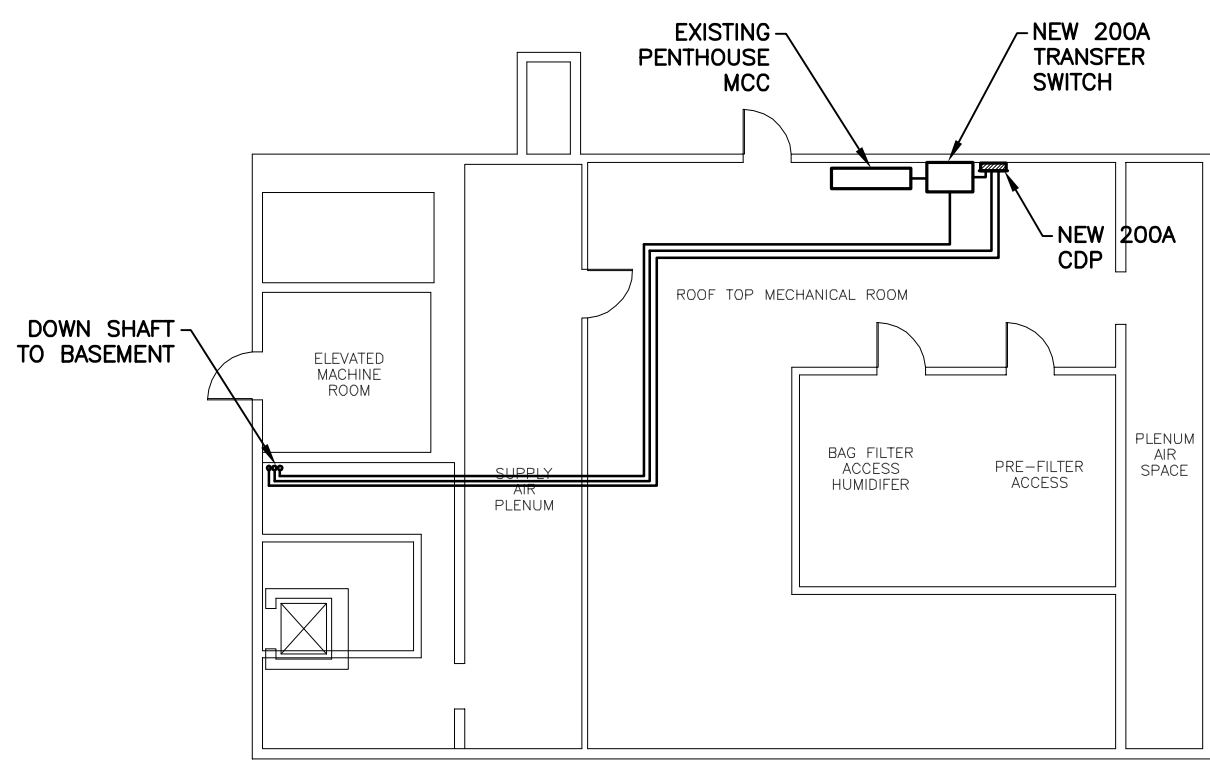 EXISTING
PENTHOUSE
MCC
NEW 200A
TRANSFER
SWITCH
NEW 200A
CDP
ROOF TOP MECHANICAL ROOM
DOWN SHAFT
TO BASEMENT
ELEVATED
MACHINE
ROOM
SUPPLY
AIR
PLENUM
BAG FILTER
ACCESS
HUMIDIFER
PRE-FILTER
ACCESS
PLENUM
AIR
SPACE